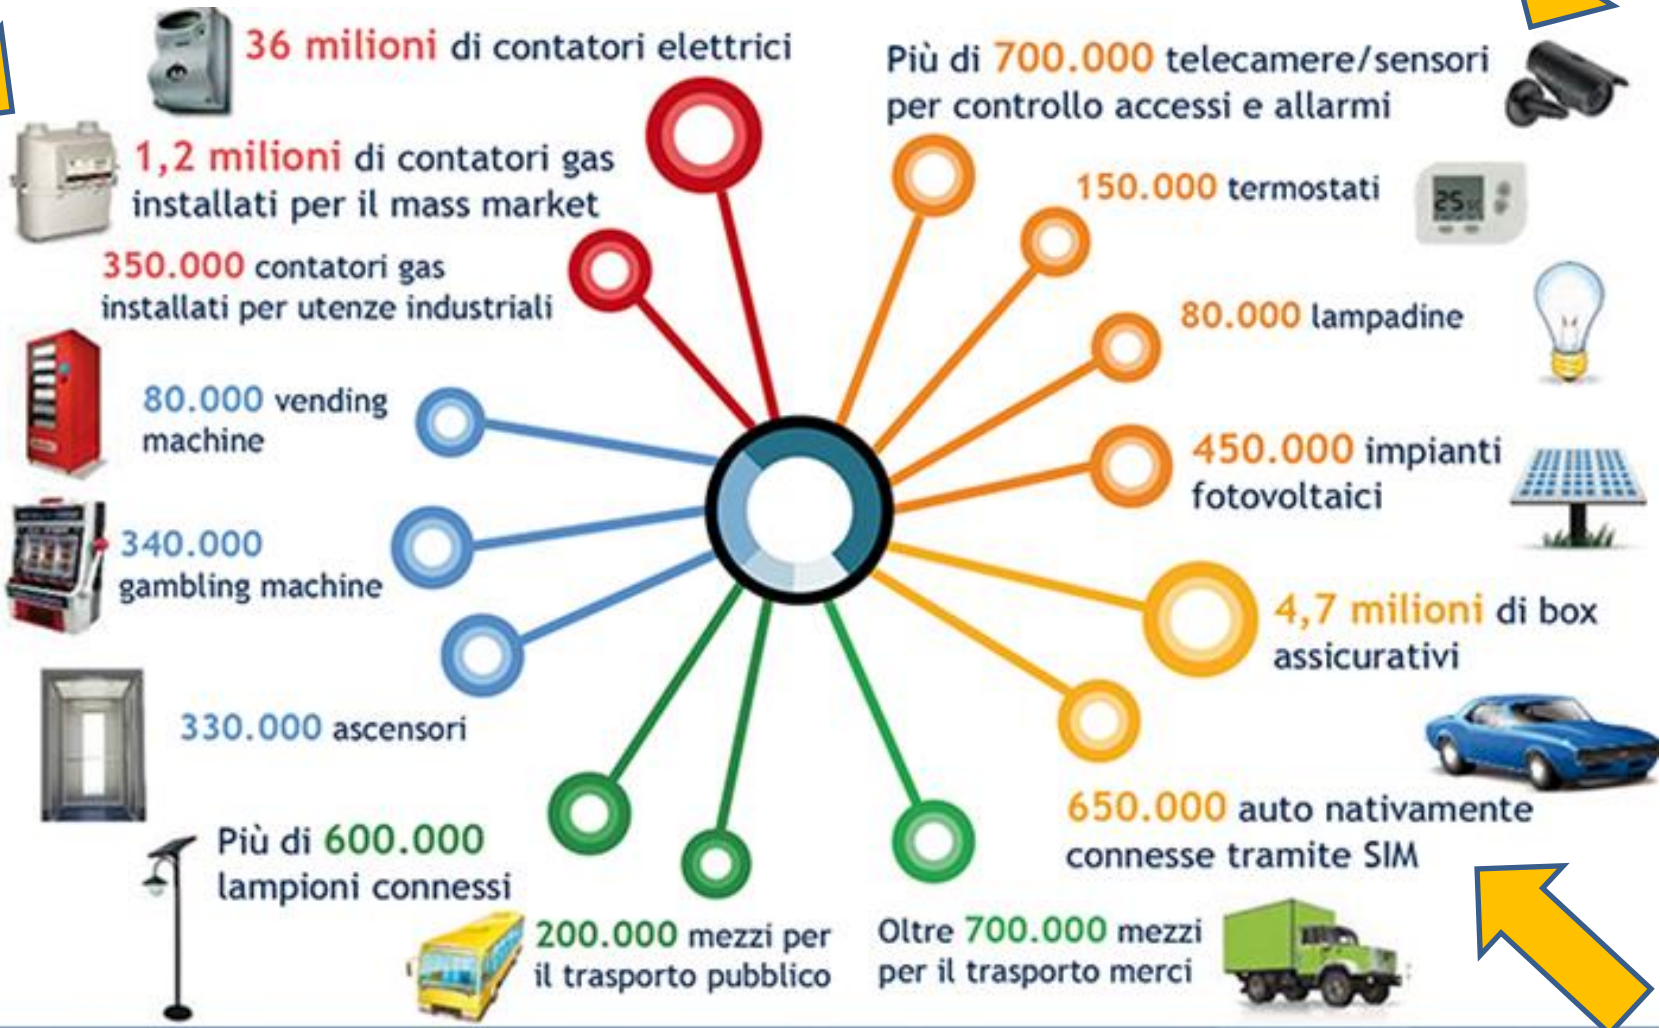 36 milioni di contatori elettrici
1,2 milioni di contatori gas
installati per il mass market
350.000 contatori gas
installati per utenze industriali
80.000 vending
machine
340.000
gambling machine
330.000 ascensori
Più di 600.000
lampioni connessi
200.000 mezzi per
il trasporto pubblico
Oltre 700.000 mezzi
per il trasporto merci
Più di 700.000 telecamere/sensori
per controllo accessi e allarmi
150.000 termostati
25
80.000 lampadine
450.000 impianti
fotovoltaici
4,7 milioni di box
assicurativi
650.000 auto nativamente
connesse tramite SIM